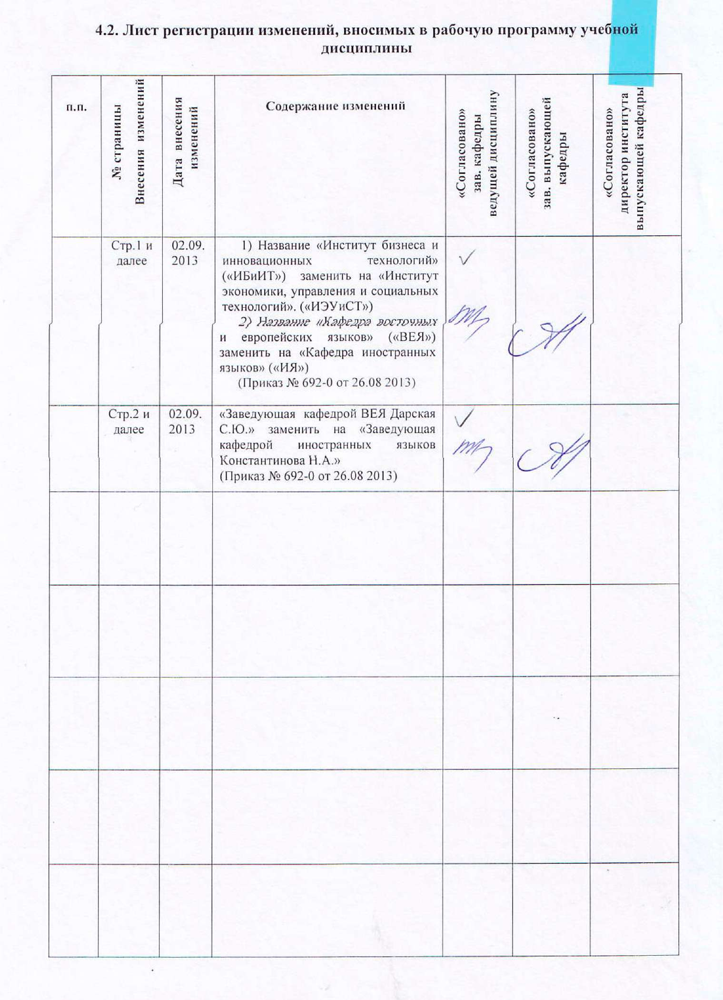 4.2. Лист регистрации изменений, вносимых в рабочую программу учебной
дисциплины
п.п.
№ страницы
Внесения изменений
Дата внесения
изменений
Содержание изменений
«Согласовано»
зав. кафедры
ведущей дисциплину
«Согласовано»
зав. выпускающей
кафедры
«Согласовано»
директор института
выпускающей кафедры
Стр.1 и
далее
02.09.
2013
1) Название «Институт бизнеса и
инновационных технологий»
(«ИБиИТ») заменить на «Институт
экономики, управления и социальных
технологий». («ИЭУиСТ»)
2) Название «Кафедра восточных
и европейских языков» («ВЕЯ»)
заменить на «Кафедра иностранных
языков» («ИЯ»)
(Приказ № 692-0 от 26.08 2013)
Стр.2 и
далее
02.09.
2013
«Заведующая кафедрой ВЕЯ Дарская
С.Ю.» заменить на «Заведующая
кафедрой иностранных языков
Константинова Н.А.»
(Приказ № 692-0 от 26.08 2013)